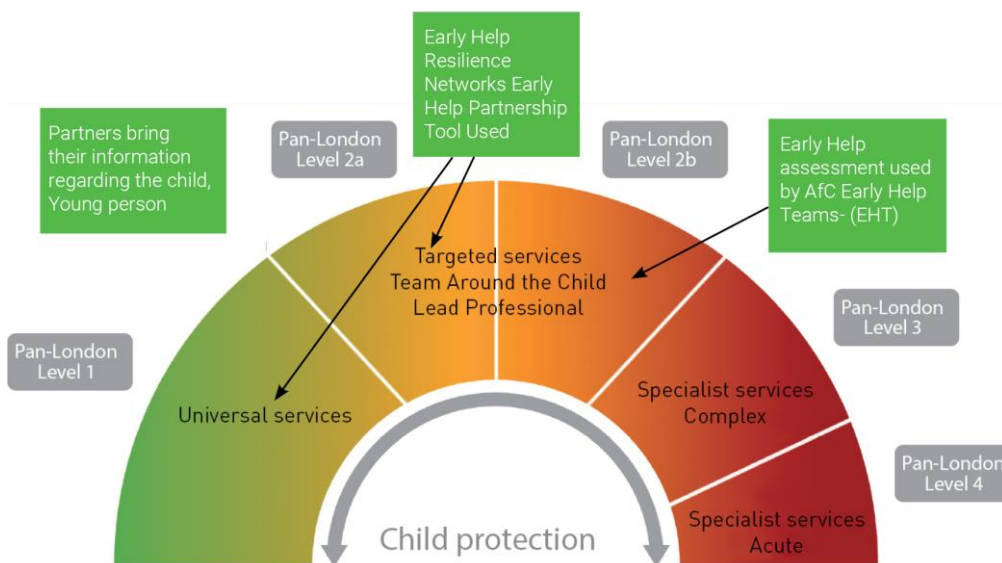 Early Help
Resilience
Networks Early
Help Partnership
Tool Used
Partners bring
their information
regarding the child,
Young person
Pan-London
Level 2a
Pan-London
Level 2b
Early Help
assessment used
by AfC Early Help
Teams- (EHT)
Targeted services
Team Around the Child
Lead Professional
Pan-London
Level 3
Pan-London
Level 1
Universal services
Specialist services
Complex
Pan-London
Level 4
Specialist services
Acute
Child protection